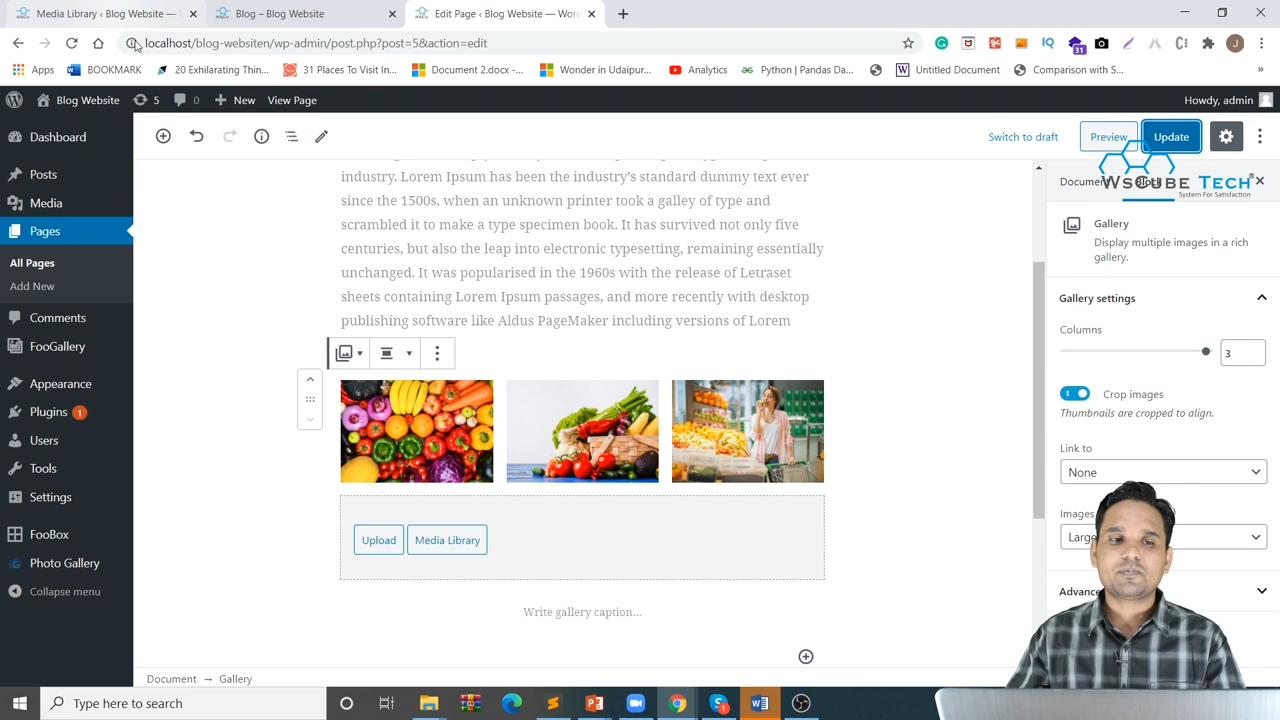 Media Library ‹ Blog Website —
Blog – Blog Website
Edit Page ‹ Blog Website — Wor
localhost/blog-websiten/wp-admin/post.php?post=5&action=edit
31
J
Apps
BOOKMARK
20 Exhilarating Thin...
31 Places To Visit In...
Document 2.docx -...
Wonder in Udaipur...
Analytics
Python | Pandas Da...
Untitled Document
Comparison with S...
Blog Website
5
0
New
View Page
Howdy, admin
Dashboard
Posts
Media
Pages
All Pages
Add New
Comments
FooGallery
Appearance
Plugins 1
Users
Tools
Settings
FooBox
Photo Gallery
Collapse menu
Switch to draft
Preview
Update
industry. Lorem Ipsum has been the industry’s standard dummy text ever
since the 1500s, when an unknown printer took a galley of type and
scrambled it to make a type specimen book. It has survived not only five
centuries, but also the leap into electronic typesetting, remaining essentially
unchanged. It was popularised in the 1960s with the release of Letraset
sheets containing Lorem Ipsum passages, and more recently with desktop
publishing software like Aldus PageMaker including versions of Lorem
Upload
Media Library
Write gallery caption...
Document → Gallery
Document
Block
WSCUBE TECH®
System For Satisfaction
Gallery
Display multiple images in a rich
gallery.
Gallery settings
Columns
3
Crop images
Thumbnails are cropped to align.
Link to
None
Images
Large
Advanced
Type here to search